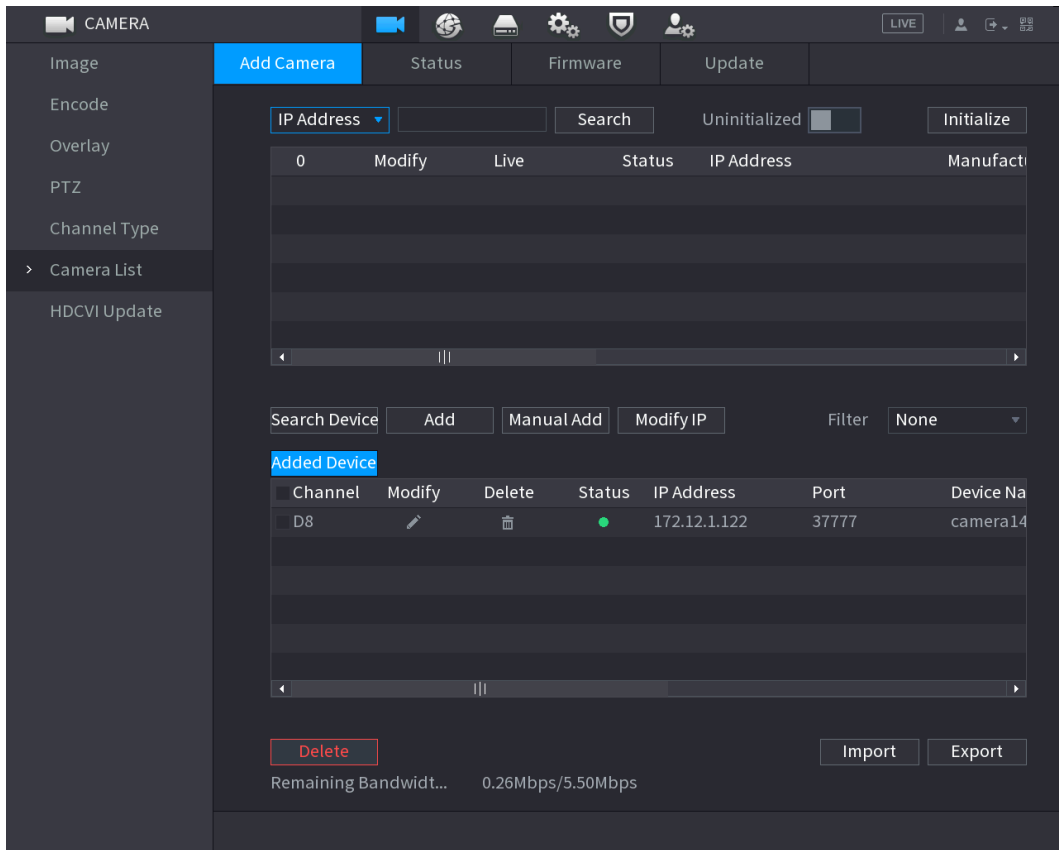 CAMERA LIVE
Image
Encode
Overlay
PTZ
Channel Type
Camera List
HDCVI Update
Add Camera Status Firmware Update
IP Address Search Uninitialized Initialize
0 Modify Live Status IP Address Manufactu
Search Device Add Manual Add Modify IP Filter None
Added Device
Channel Modify Delete Status IP Address Port Device Na
D8 172.12.1.122 37777 camera14
Delete Import Export
Remaining Bandwidt... 0.26Mbps/5.50Mbps